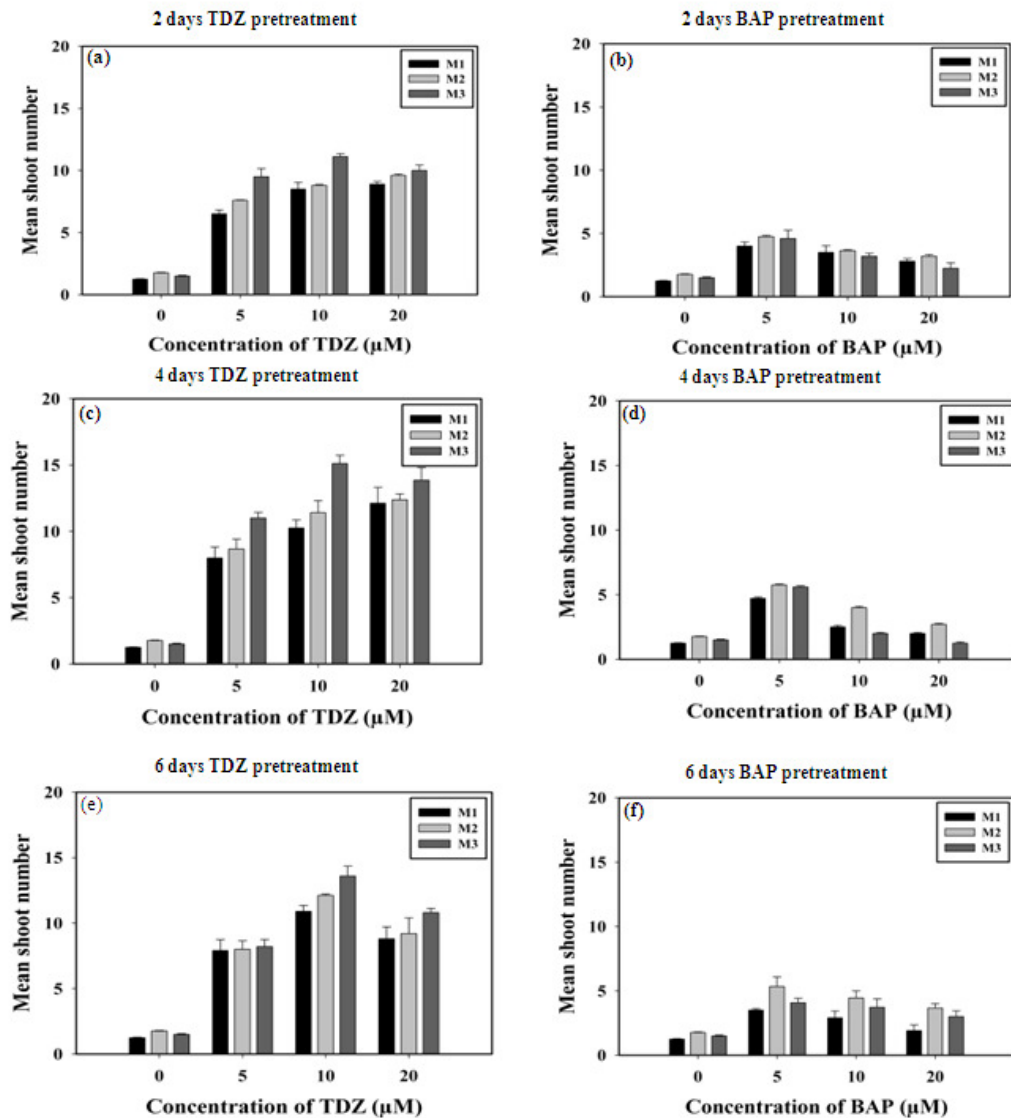 2 days TDZ pretreatment
(a)
M1
M2
M3
20
15
10
5
0
Mean shoot number
0 5 10 20
Concentration of TDZ (µM)
2 days BAP pretreatment
(b)
M1
M2
M3
20
15
10
5
0
Mean shoot number
0 5 10 20
Concentration of BAP (µM)
4 days TDZ pretreatment
(c)
M1
M2
M3
20
15
10
5
0
Mean shoot number
0 5 10 20
Concentration of TDZ (µM)
4 days BAP pretreatment
(d)
M1
M2
M3
20
15
10
5
0
Mean shoot number
0 5 10 20
Concentration of BAP (µM)
6 days TDZ pretreatment
(e)
M1
M2
M3
20
15
10
5
0
Mean shoot number
0 5 10 20
Concentration of TDZ (µM)
6 days BAP pretreatment
(f)
M1
M2
M3
20
15
10
5
0
Mean shoot number
0 5 10 20
Concentration of BAP (µM)